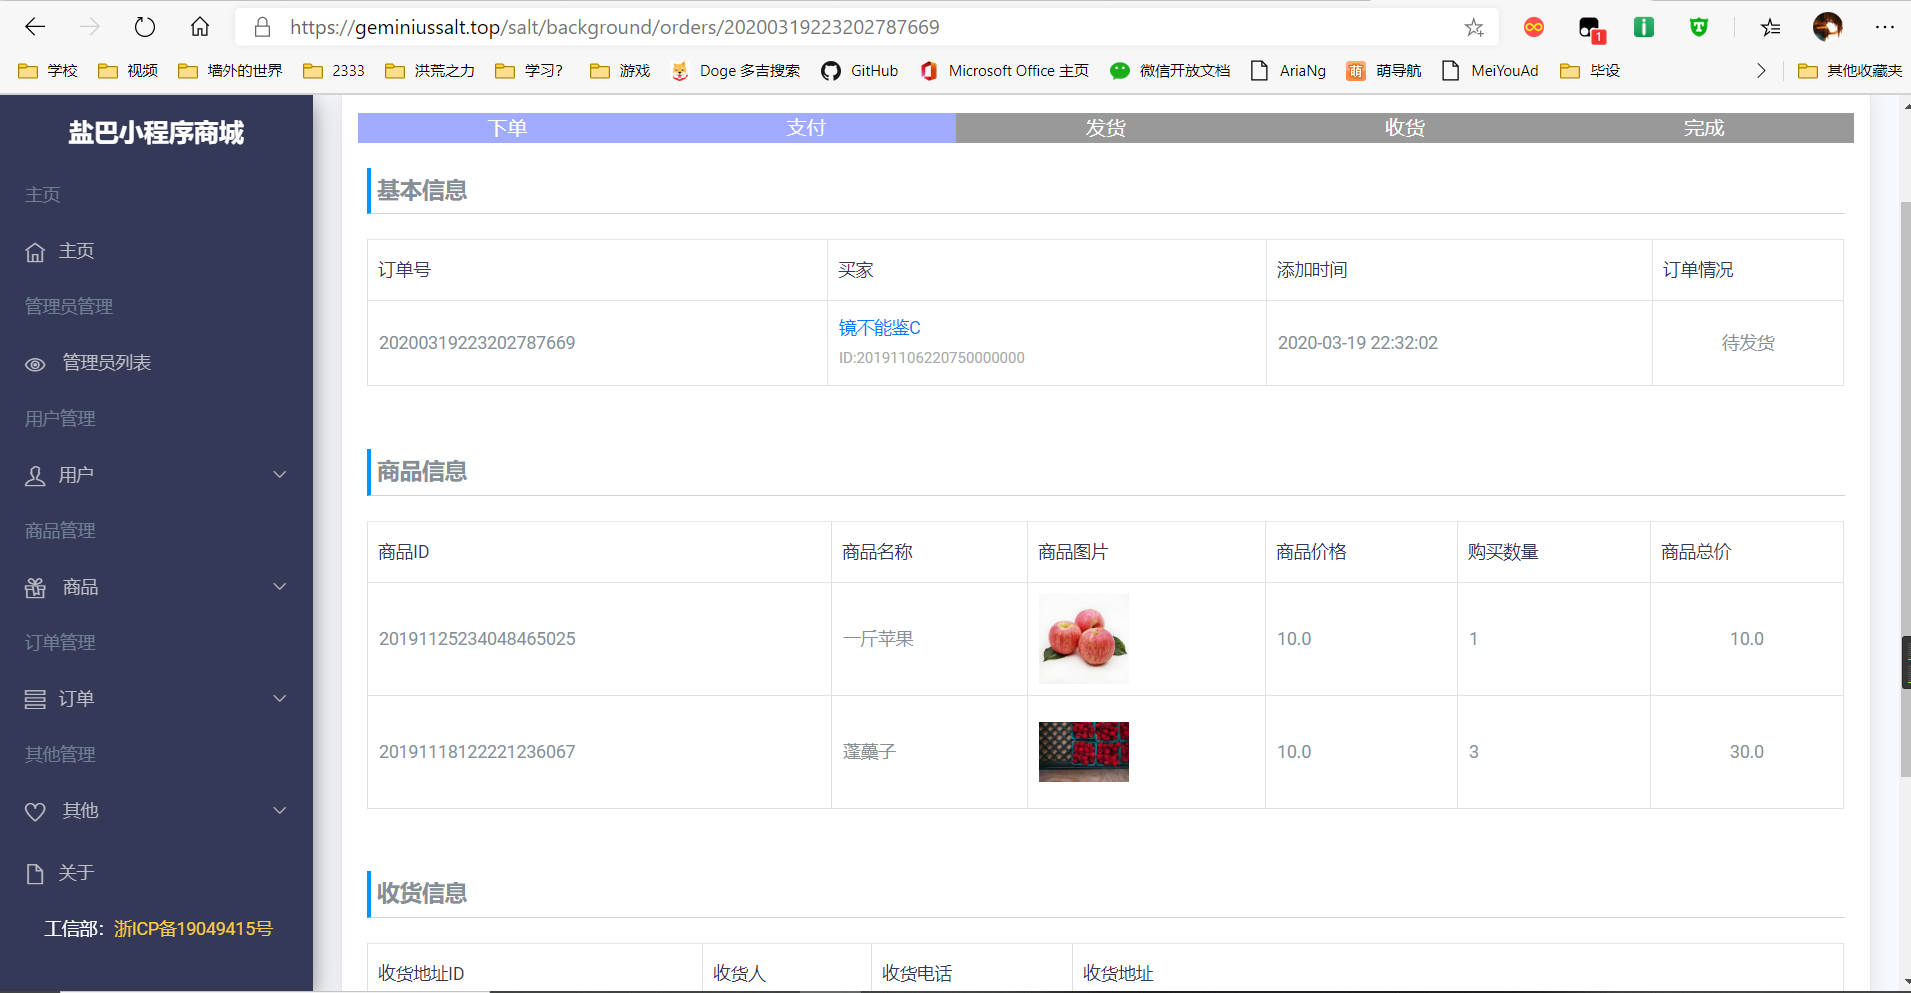 https://geminiussalt.top/salt/background/orders/20200319223202787669
1
学校 视频 墙外的世界 2333 洪荒之力 学习? 游戏 Doge 多吉搜索 GitHub Microsoft Office 主页 微信开放文档 AriaNg 萌 萌导航 MeiYouAd 毕设 其他收藏夹
盐巴小程序商城
主页
主页
管理员管理
管理员列表
用户管理
用户
商品管理
商品
订单管理
订单
其他管理
其他
关于
工信部：浙ICP备19049415号
下单 支付 发货 收货 完成
基本信息
订单号 买家 添加时间 订单情况
20200319223202787669 镜不能鉴C 2020-03-19 22:32:02 待发货
ID:20191106220750000000
商品信息
商品ID 商品名称 商品图片 商品价格 购买数量 商品总价
20191125234048465025 一斤苹果 10.0 1 10.0
20191118122221236067 蓬蘽子 10.0 3 30.0
收货信息
收货地址ID 收货人 收货电话 收货地址